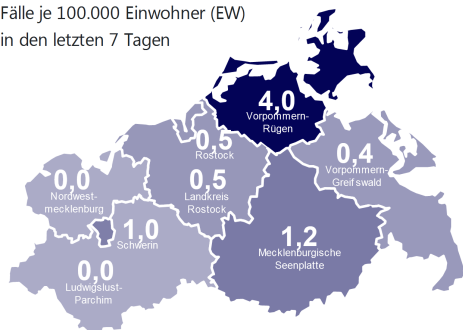 Fälle je 100.000 Einwohner (EW)
in den letzten 7 Tagen
4,0
Vorpommern-
Rügen
0,5
Rostock
0,4
Vorpommern-
Greifswald
0,0
Nordwest-
mecklenburg
0,5
Landkreis
Rostock
1,0
Schwerin
1,2
Mecklenburgische
Seenplatte
0,0
Ludwigslust-
Parchim